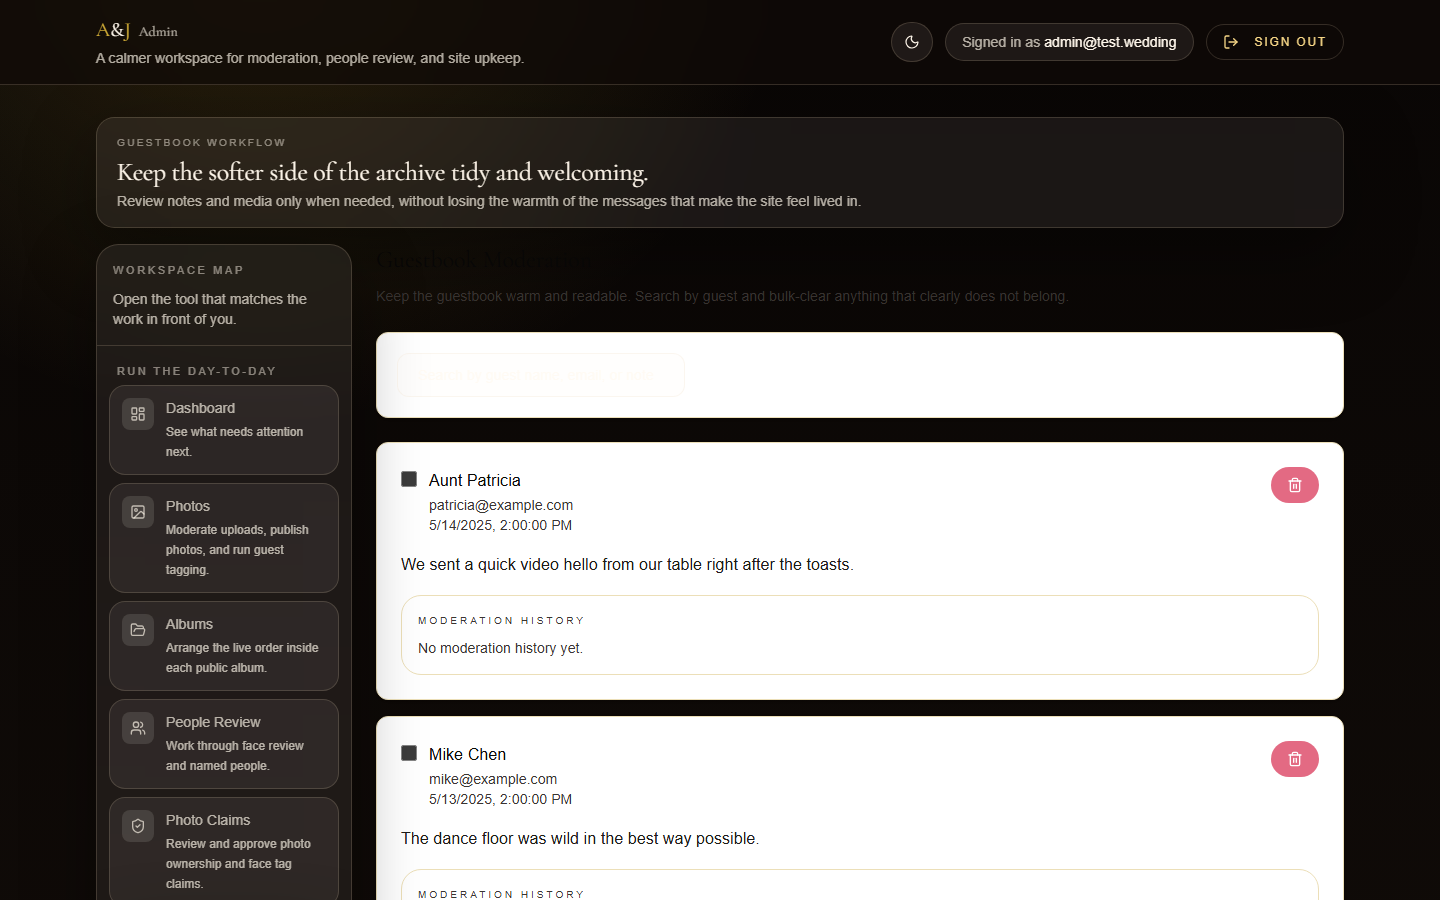 A&J Admin
A calmer workspace for moderation, people review, and site upkeep.
Signed in as admin@test.wedding
SIGN OUT
GUESTBOOK WORKFLOW
Keep the softer side of the archive tidy and welcoming.
Review notes and media only when needed, without losing the warmth of the messages that make the site feel lived in.
WORKSPACE MAP
Open the tool that matches the
work in front of you.
RUN THE DAY-TO-DAY
Dashboard
See what needs attention
next.
Photos
Moderate uploads, publish
photos, and run guest
tagging.
Albums
Arrange the live order inside
each public album.
People Review
Work through face review
and named people.
Photo Claims
Review and approve photo
ownership and face tag
claims.
Guestbook
Keep the guestbook warm and readable. Search by guest and bulk-clear anything that clearly does not belong.
Aunt Patricia
patricia@example.com
5/14/2025, 2:00:00 PM
We sent a quick video hello from our table right after the toasts.
MODERATION HISTORY
No moderation history yet.
Mike Chen
mike@example.com
5/13/2025, 2:00:00 PM
The dance floor was wild in the best way possible.
MODERATION HISTORY